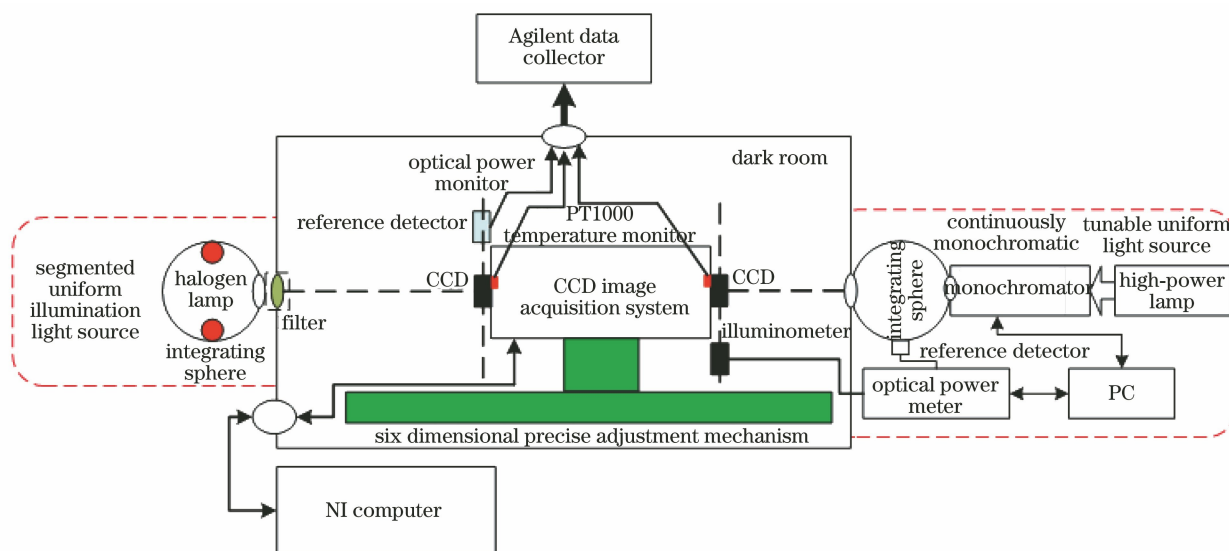 Agilent data
collector
dark room
optical power
monitor
reference detector
PT1000
temperature monitor
CCD
CCD image
acquisition system
CCD
illuminometer
segmented
uniform
illumination
light source
halogen
lamp
filter
integrating
sphere
continuously
monochromatic
tunable uniform
light source
integrating
sphere
monochromator
high-power
lamp
reference detector
optical power
meter
PC
six dimensional precise adjustment mechanism
NI computer